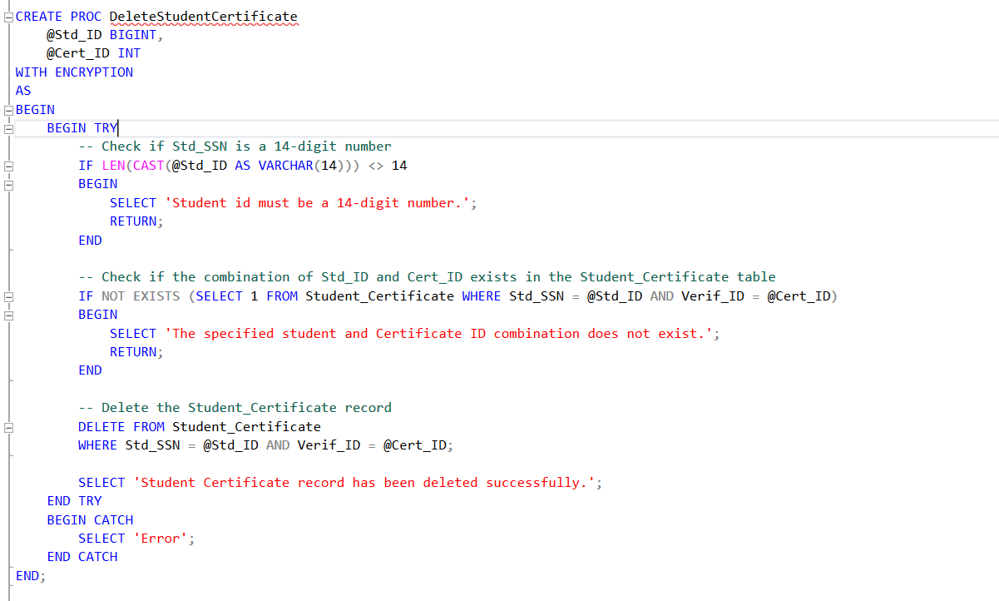 CREATE PROC DeleteStudentCertificate
    @Std_ID BIGINT,
    @Cert_ID INT
WITH ENCRYPTION
AS
BEGIN
    BEGIN TRY
        -- Check if Std_SSN is a 14-digit number
        IF LEN(CAST(@Std_ID AS VARCHAR(14))) <> 14
        BEGIN
            SELECT 'Student id must be a 14-digit number.';
            RETURN;
        END

        -- Check if the combination of Std_ID and Cert_ID exists in the Student_Certificate table
        IF NOT EXISTS (SELECT 1 FROM Student_Certificate WHERE Std_SSN = @Std_ID AND Verif_ID = @Cert_ID)
        BEGIN
            SELECT 'The specified student and Certificate ID combination does not exist.';
            RETURN;
        END

        -- Delete the Student_Certificate record
        DELETE FROM Student_Certificate
        WHERE Std_SSN = @Std_ID AND Verif_ID = @Cert_ID;

        SELECT 'Student Certificate record has been deleted successfully.';
    END TRY
    BEGIN CATCH
        SELECT 'Error';
    END CATCH
END;